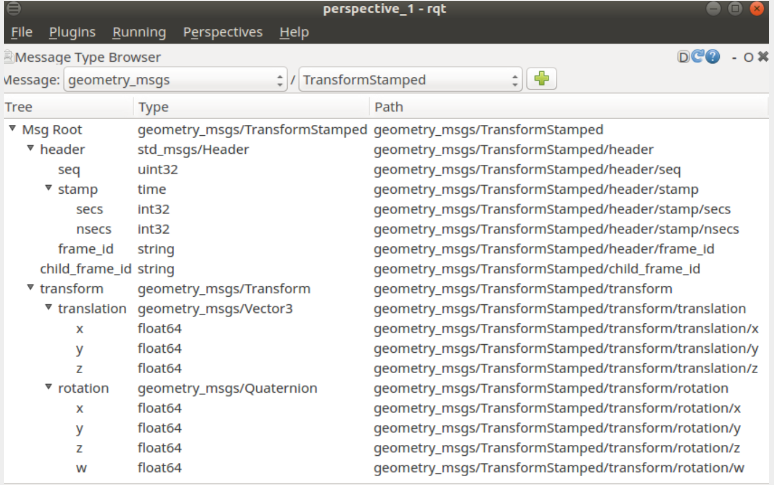 perspective_1 - rqt
File Plugins Running Perspectives Help
Message Type Browser D C ? - O ✖
Message: geometry_msgs / TransformStamped
Tree Type Path
Msg Root geometry_msgs/TransformStamped geometry_msgs/TransformStamped
header std_msgs/Header geometry_msgs/TransformStamped/header
seq uint32 geometry_msgs/TransformStamped/header/seq
stamp time geometry_msgs/TransformStamped/header/stamp
secs int32 geometry_msgs/TransformStamped/header/stamp/secs
nsecs int32 geometry_msgs/TransformStamped/header/stamp/nsecs
frame_id string geometry_msgs/TransformStamped/header/frame_id
child_frame_id string geometry_msgs/TransformStamped/child_frame_id
transform geometry_msgs/Transform geometry_msgs/TransformStamped/transform
translation geometry_msgs/Vector3 geometry_msgs/TransformStamped/transform/translation
x float64 geometry_msgs/TransformStamped/transform/translation/x
y float64 geometry_msgs/TransformStamped/transform/translation/y
z float64 geometry_msgs/TransformStamped/transform/translation/z
rotation geometry_msgs/Quaternion geometry_msgs/TransformStamped/transform/rotation
x float64 geometry_msgs/TransformStamped/transform/rotation/x
y float64 geometry_msgs/TransformStamped/transform/rotation/y
z float64 geometry_msgs/TransformStamped/transform/rotation/z
w float64 geometry_msgs/TransformStamped/transform/rotation/w